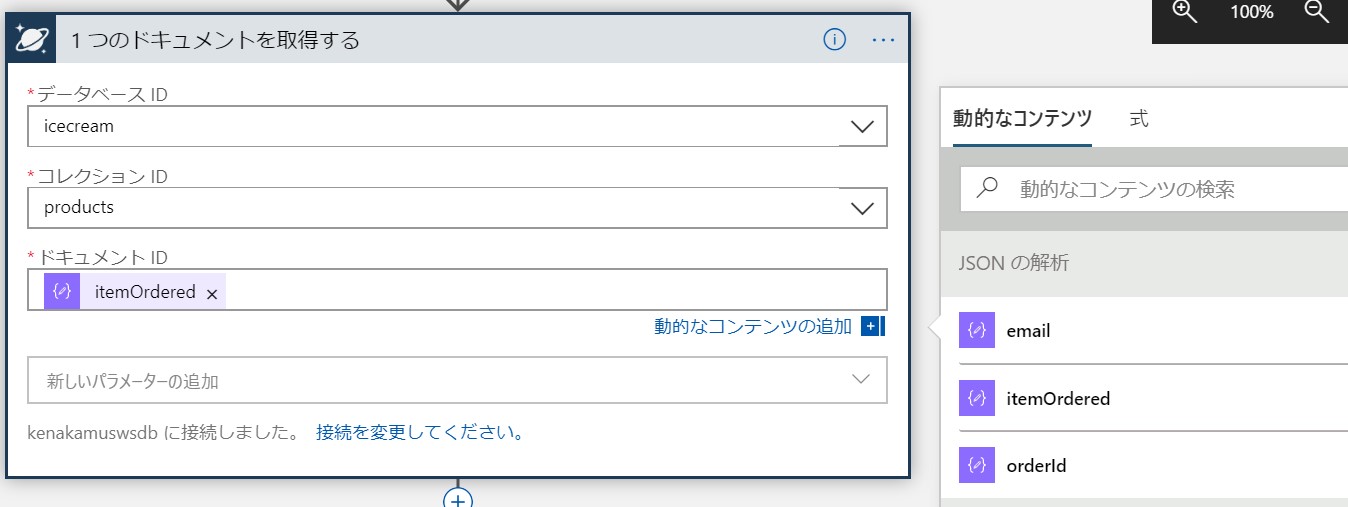 1 つのドキュメントを取得する
100%
*データベース ID
icecream
*コレクション ID
products
*ドキュメント ID
itemOrdered ×
動的なコンテンツの追加
新しいパラメーターの追加
kenakamuswsdb に接続しました。 接続を変更してください。
動的なコンテンツ 式
動的なコンテンツの検索
JSON の解析
email
itemOrdered
orderId